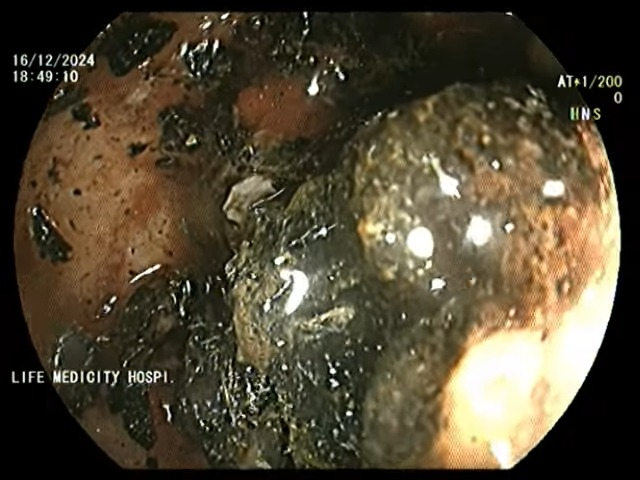 16/12/2024
18:49:10
AT*1/200
0
HNS
LIFE MEDICITY HOSPI.